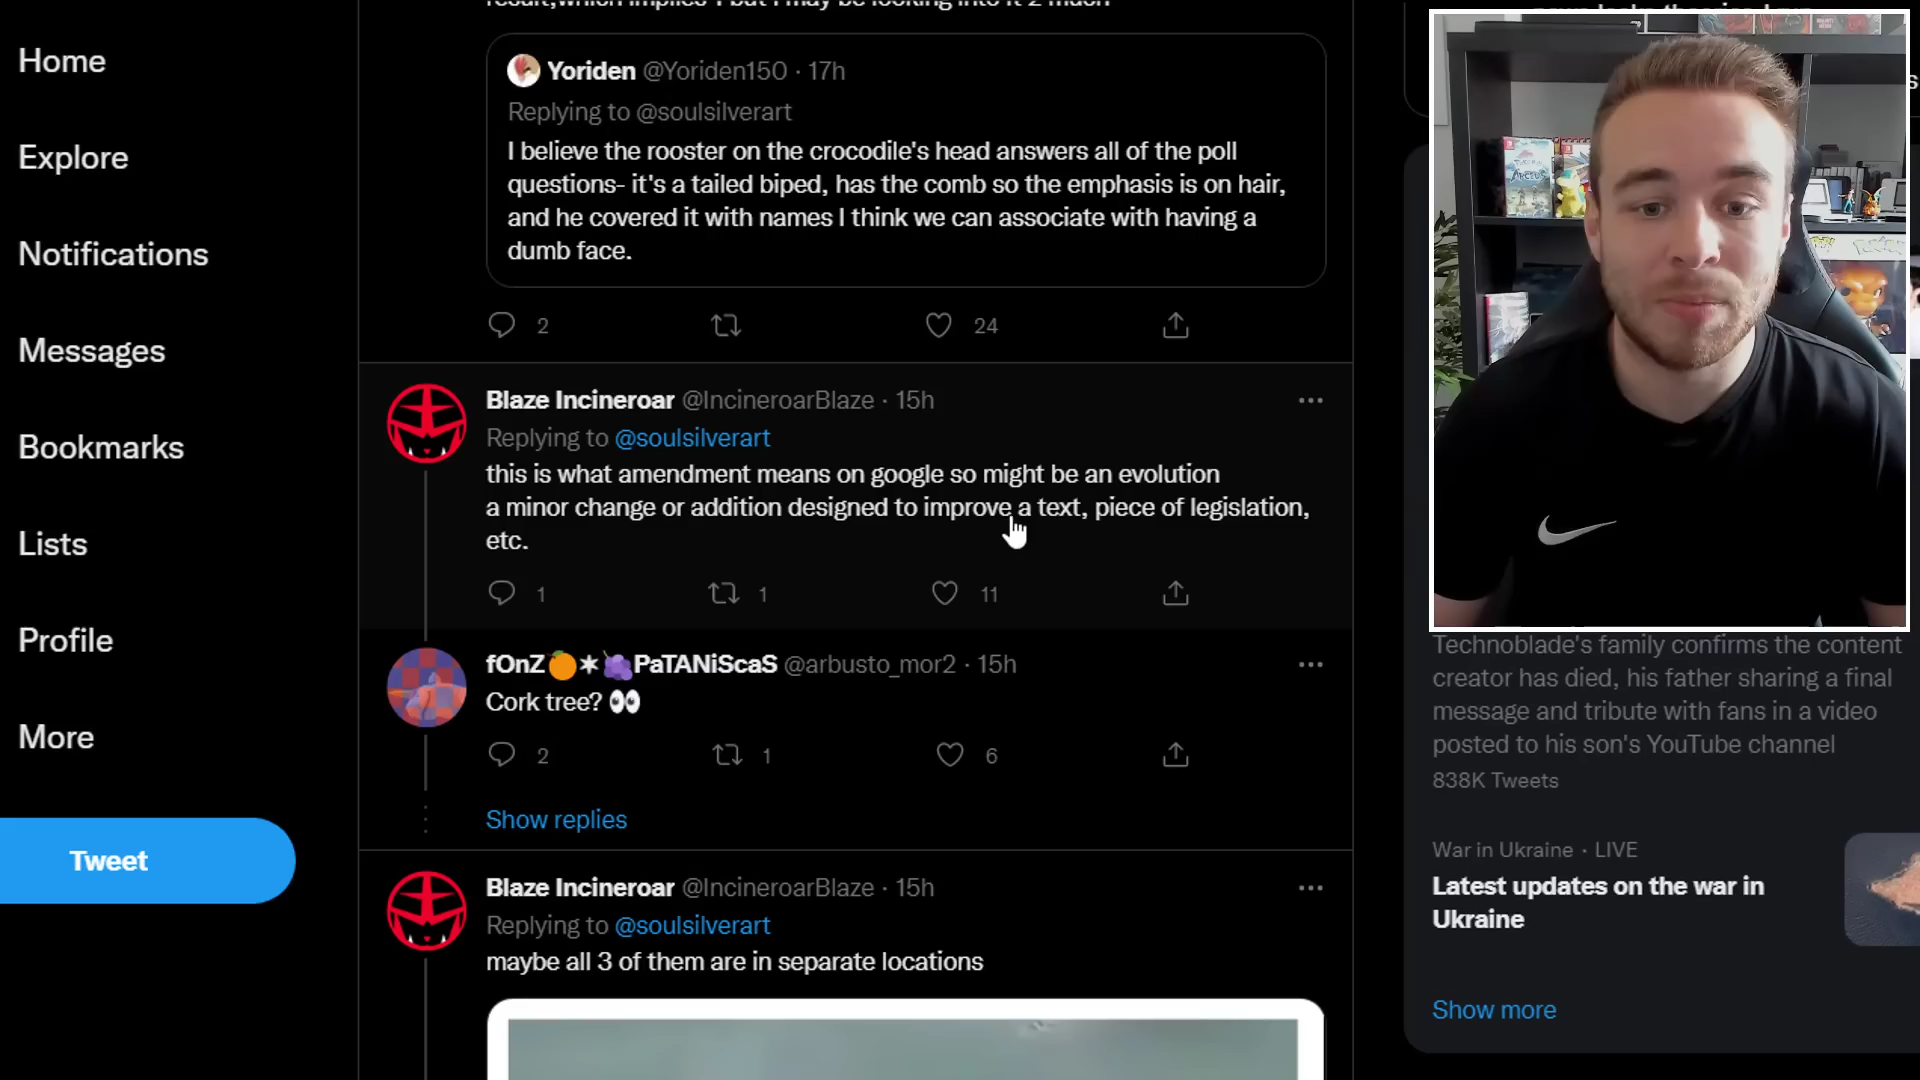 Home
Explore
Notifications
Messages
Bookmarks
Lists
Profile
More
Tweet
Yoriden @Yoriden150 · 17h
Replying to @soulsilverart
I believe the rooster on the crocodile's head answers all of the poll
questions- it's a tailed biped, has the comb so the emphasis is on hair,
and he covered it with names I think we can associate with having a
dumb face.
2
24
Blaze Incineroar @IncineroarBlaze · 15h
Replying to @soulsilverart
this is what amendment means on google so might be an evolution
a minor change or addition designed to improve a text, piece of legislation,
etc.
1
1
11
fOnZ🍊✶🍇PaTANiScaS @arbusto_mor2 · 15h
Cork tree? 👀
2
1
6
Show replies
Blaze Incineroar @IncineroarBlaze · 15h
Replying to @soulsilverart
maybe all 3 of them are in separate locations
ARCEUS
Technoblade's family confirms the content
creator has died, his father sharing a final
message and tribute with fans in a video
posted to his son's YouTube channel
838K Tweets
War in Ukraine · LIVE
Latest updates on the war in
Ukraine
Show more